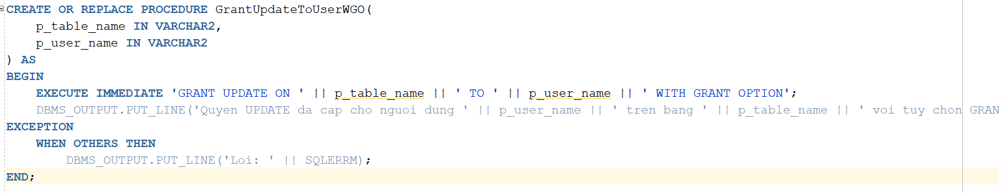 CREATE OR REPLACE PROCEDURE GrantUpdateToUserWGO(
    p_table_name IN VARCHAR2,
    p_user_name IN VARCHAR2
) AS
BEGIN
    EXECUTE IMMEDIATE 'GRANT UPDATE ON ' || p_table_name || ' TO ' || p_user_name || ' WITH GRANT OPTION';
    DBMS_OUTPUT.PUT_LINE('Quyen UPDATE da cap cho nguoi dung ' || p_user_name || ' tren bang ' || p_table_name || ' voi tuy chon GRAN
EXCEPTION
    WHEN OTHERS THEN
        DBMS_OUTPUT.PUT_LINE('Loi: ' || SQLERRM);
END;